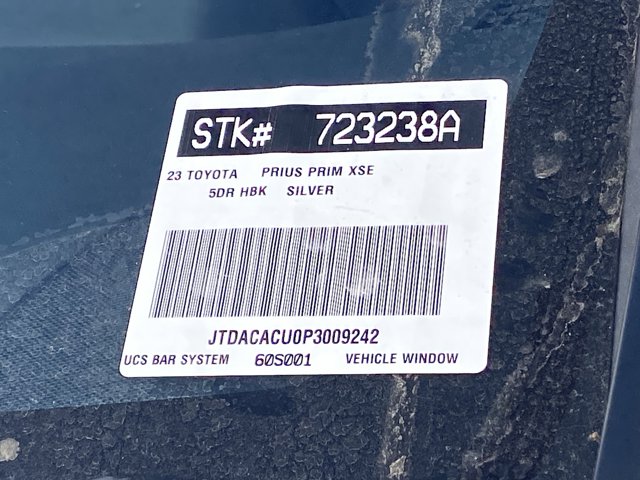 STK# 723238A
23 TOYOTA PRIUS PRIM XSE
5DR HBK SILVER
JTDACACU0P3009242
UCS BAR SYSTEM 60S001 VEHICLE WINDOW